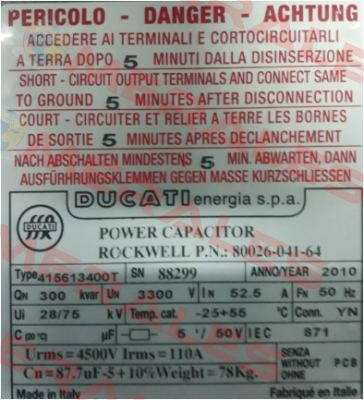 PERICOLO - DANGER - ACHTUNG
ACCEDERE AI TERMINALI E CORTOCIRCUITARLI
A TERRA DOPO 5 MINUTI DALLA DISINSERZIONE
SHORT - CIRCUIT OUTPUT TERMINALS AND CONNECT SAME
TO GROUND 5 MINUTES AFTER DISCONNECTION
COURT - CIRCUITER ET RELIER A TERRE LES BORNES
DE SORTIE 5 MINUTES APRES DECLANCHEMENT
NACH ABSCHALTEN MINDESTENS 5 MIN. ABWARTEN, DANN
AUSFÜHRUNGSKLEMMEN GEGEN MASSE KURZSCHLIESSEN
DUCATI energia s.p.a.
POWER CAPACITOR
ROCKWELL P.N.: 80026-041-64
Type 415613400T SN 88299 ANNO/YEAR 2010
QN 300 kvar UN 3300 V IN 52.5 A FN 50 Hz
Ui 28/75 kV Temp. cat. -25+55 °C Conn. YN
C (20°C) µF 5 '/ 50V IEC 871
Urms=4500V Irms=110A
Cn=87.7uF-5+10%Weight=78Kg.
SENZA
WITHOUT PCB
OHNE
Made in Italy Fabriqué en Italie